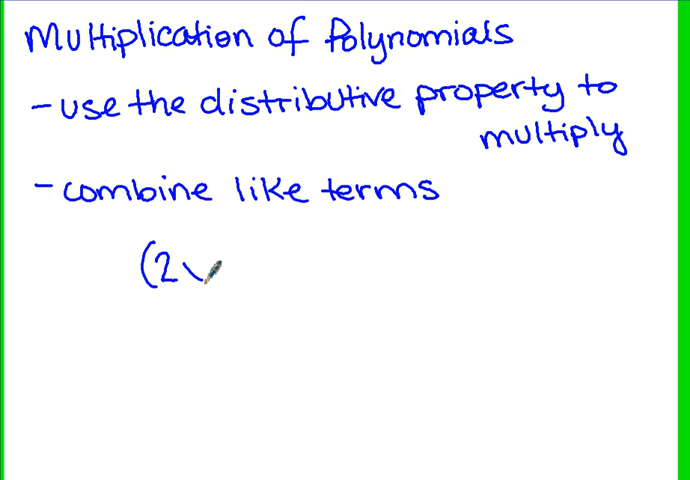 Multiplication of Polynomials
- use the distributive property to
multiply
- combine like terms
(2